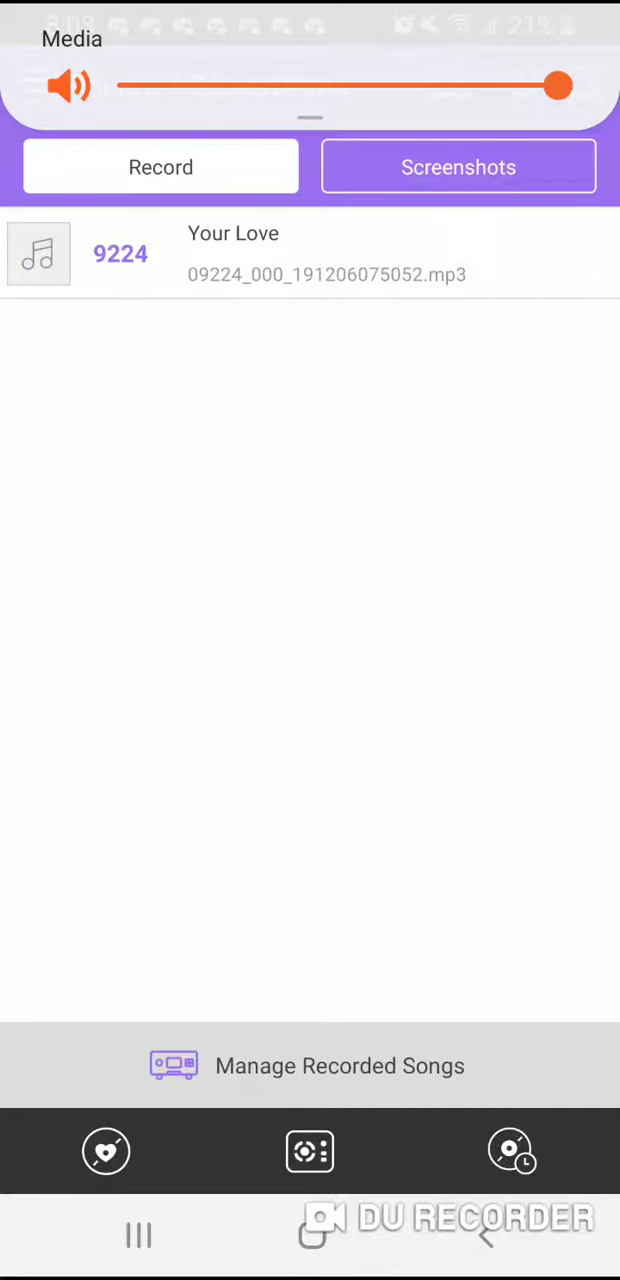 Media
Record
Screenshots
9224
Your Love
09224_000_191206075052.mp3
Manage Recorded Songs
DU RECORDER